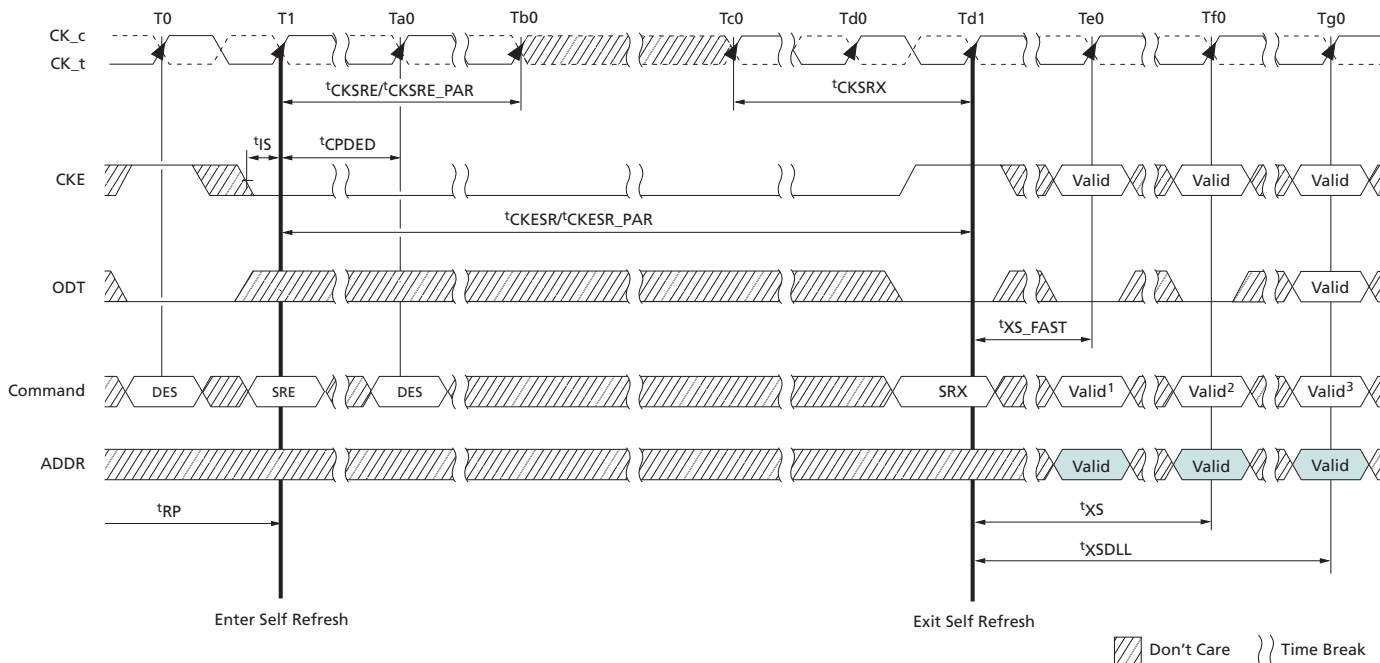 T0 T1 Ta0 Tb0 Tc0 Td0 Td1 Te0 Tf0 Tg0
CK_c
CK_t
tCKSRE/tCKSRE_PAR tCKSRX
tIS tCPDED
CKE Valid Valid Valid
tCKESR/tCKESR_PAR
ODT Valid
tXS_FAST
Command DES SRE DES SRX Valid1 Valid2 Valid3
ADDR Valid Valid Valid
tRP tXS
tXSDLL
Enter Self Refresh Exit Self Refresh
Don't Care Time Break